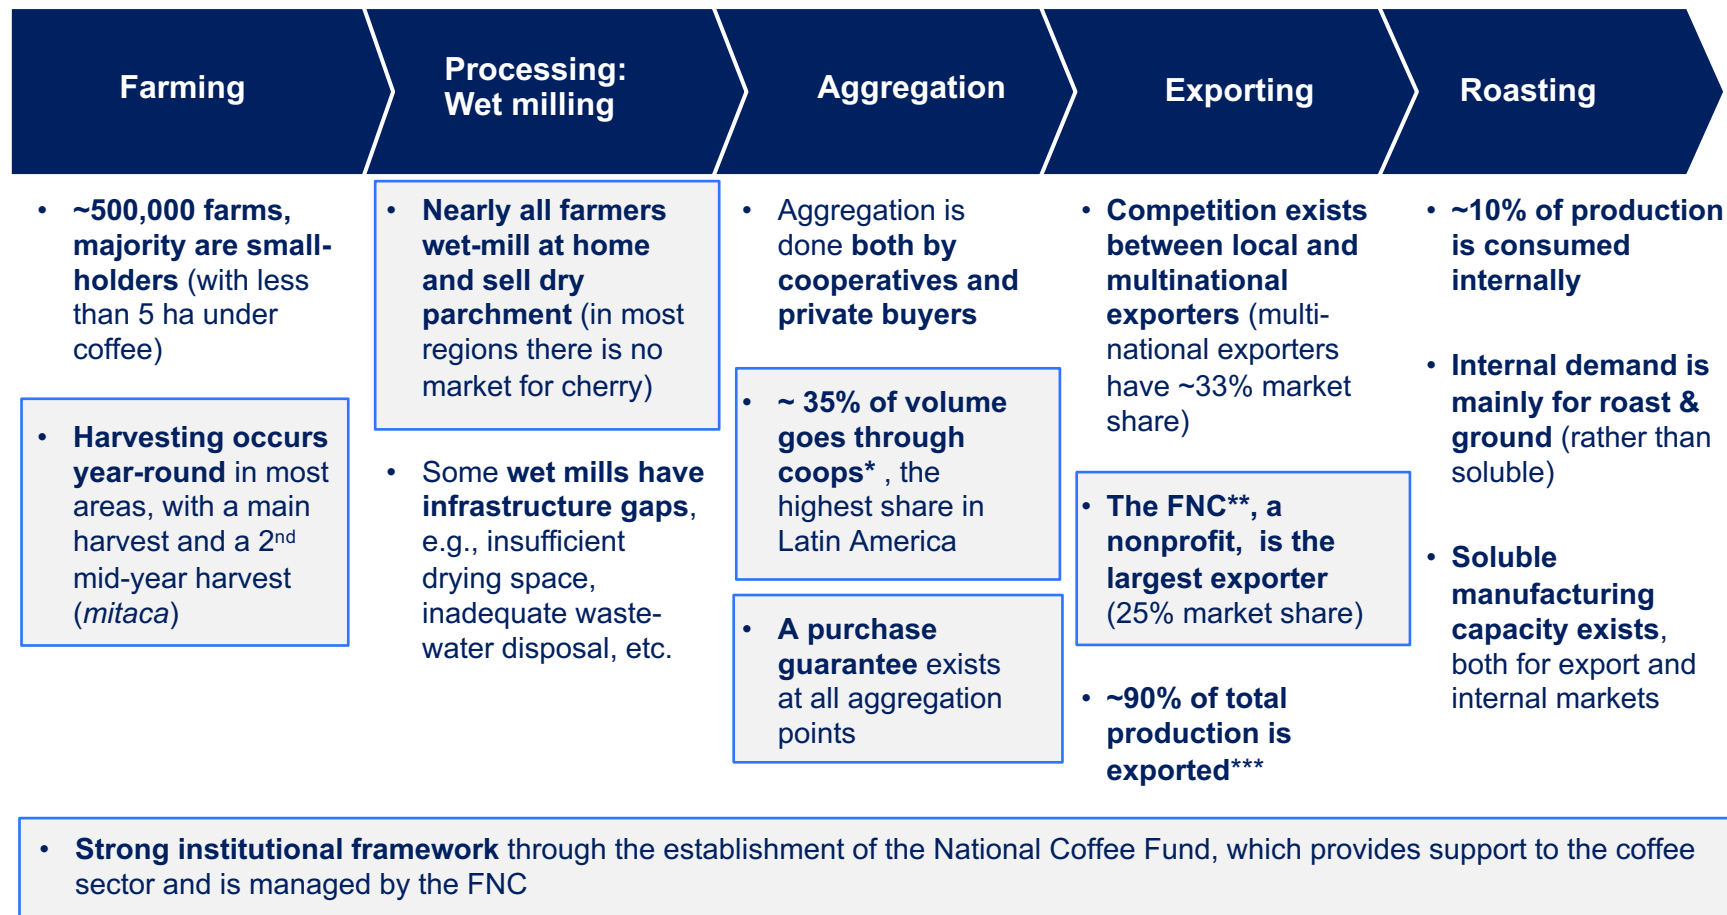 Farming
Processing:
Wet milling
Aggregation
Exporting
Roasting
• ~500,000 farms,
majority are small-
holders (with less
than 5 ha under
coffee)
• Harvesting occurs
year-round in most
areas, with a main
harvest and a 2nd
mid-year harvest
(mitaca)
• Nearly all farmers
wet-mill at home
and sell dry
parchment (in most
regions there is no
market for cherry)
• Some wet mills have
infrastructure gaps,
e.g., insufficient
drying space,
inadequate waste-
water disposal, etc.
• Aggregation is
done both by
cooperatives and
private buyers
• ~ 35% of volume
goes through
coops* , the
highest share in
Latin America
• A purchase
guarantee exists
at all aggregation
points
• Competition exists
between local and
multinational
exporters (multi-
national exporters
have ~33% market
share)
• The FNC**, a
nonprofit, is the
largest exporter
(25% market share)
• ~90% of total
production is
exported***
• ~10% of production
is consumed
internally
• Internal demand is
mainly for roast &
ground (rather than
soluble)
• Soluble
manufacturing
capacity exists,
both for export and
internal markets
• Strong institutional framework through the establishment of the National Coffee Fund, which provides support to the coffee
sector and is managed by the FNC